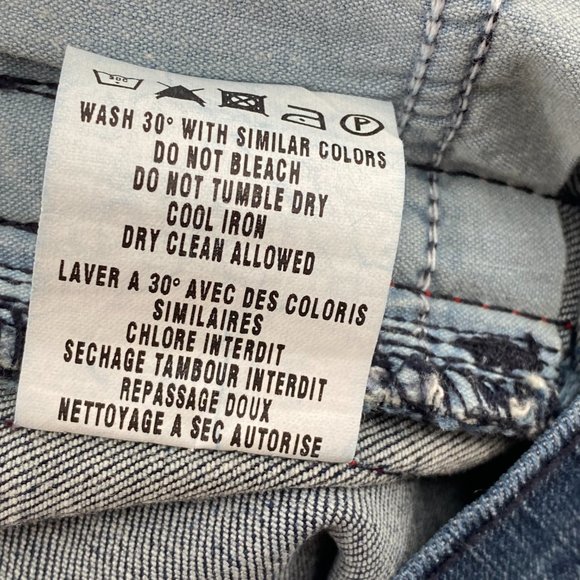 30C
P
WASH 30° WITH SIMILAR COLORS
DO NOT BLEACH
DO NOT TUMBLE DRY
COOL IRON
DRY CLEAN ALLOWED
LAVER A 30° AVEC DES COLORIS
SIMILAIRES
CHLORE INTERDIT
SECHAGE TAMBOUR INTERDIT
REPASSAGE DOUX
NETTOYAGE A SEC AUTORISE